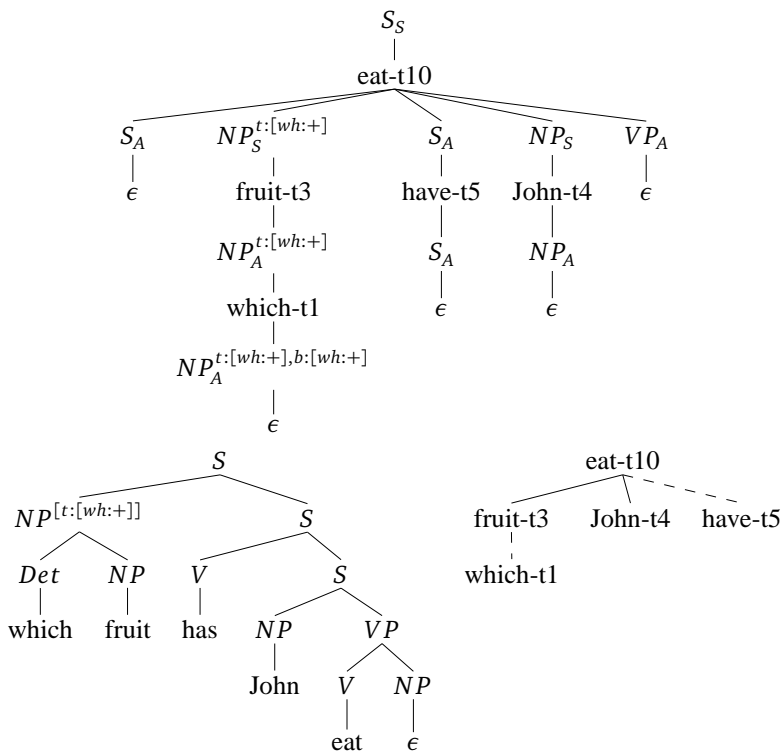 S_S
eat-t10
S_A NP_S^{t:[wh:+]} S_A NP_S VP_A
ϵ fruit-t3 have-t5 John-t4 ϵ
NP_A^{t:[wh:+]} S_A NP_A
which-t1 ϵ ϵ
NP_A^{t:[wh:+],b:[wh:+]}
ϵ
S
NP^{[t:[wh:+]]} S
Det NP V S
which fruit has NP VP
John V NP
eat ϵ
eat-t10
fruit-t3 John-t4 have-t5
which-t1